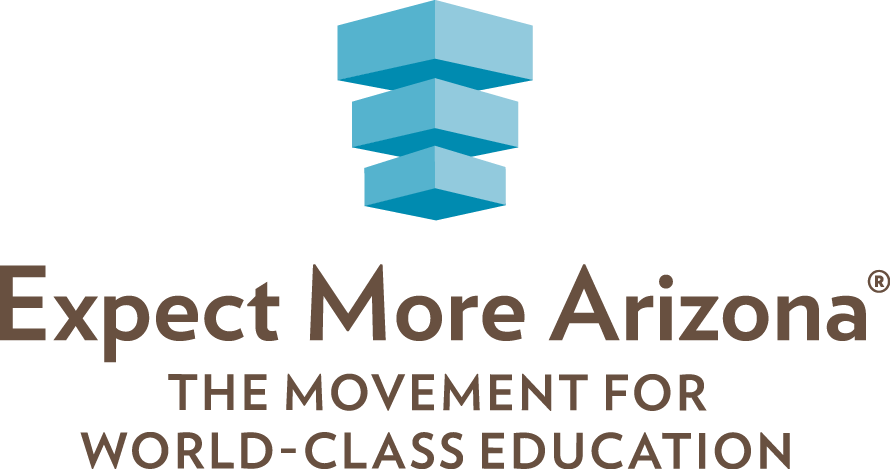 Expect More Arizona®
THE MOVEMENT FOR
WORLD-CLASS EDUCATION